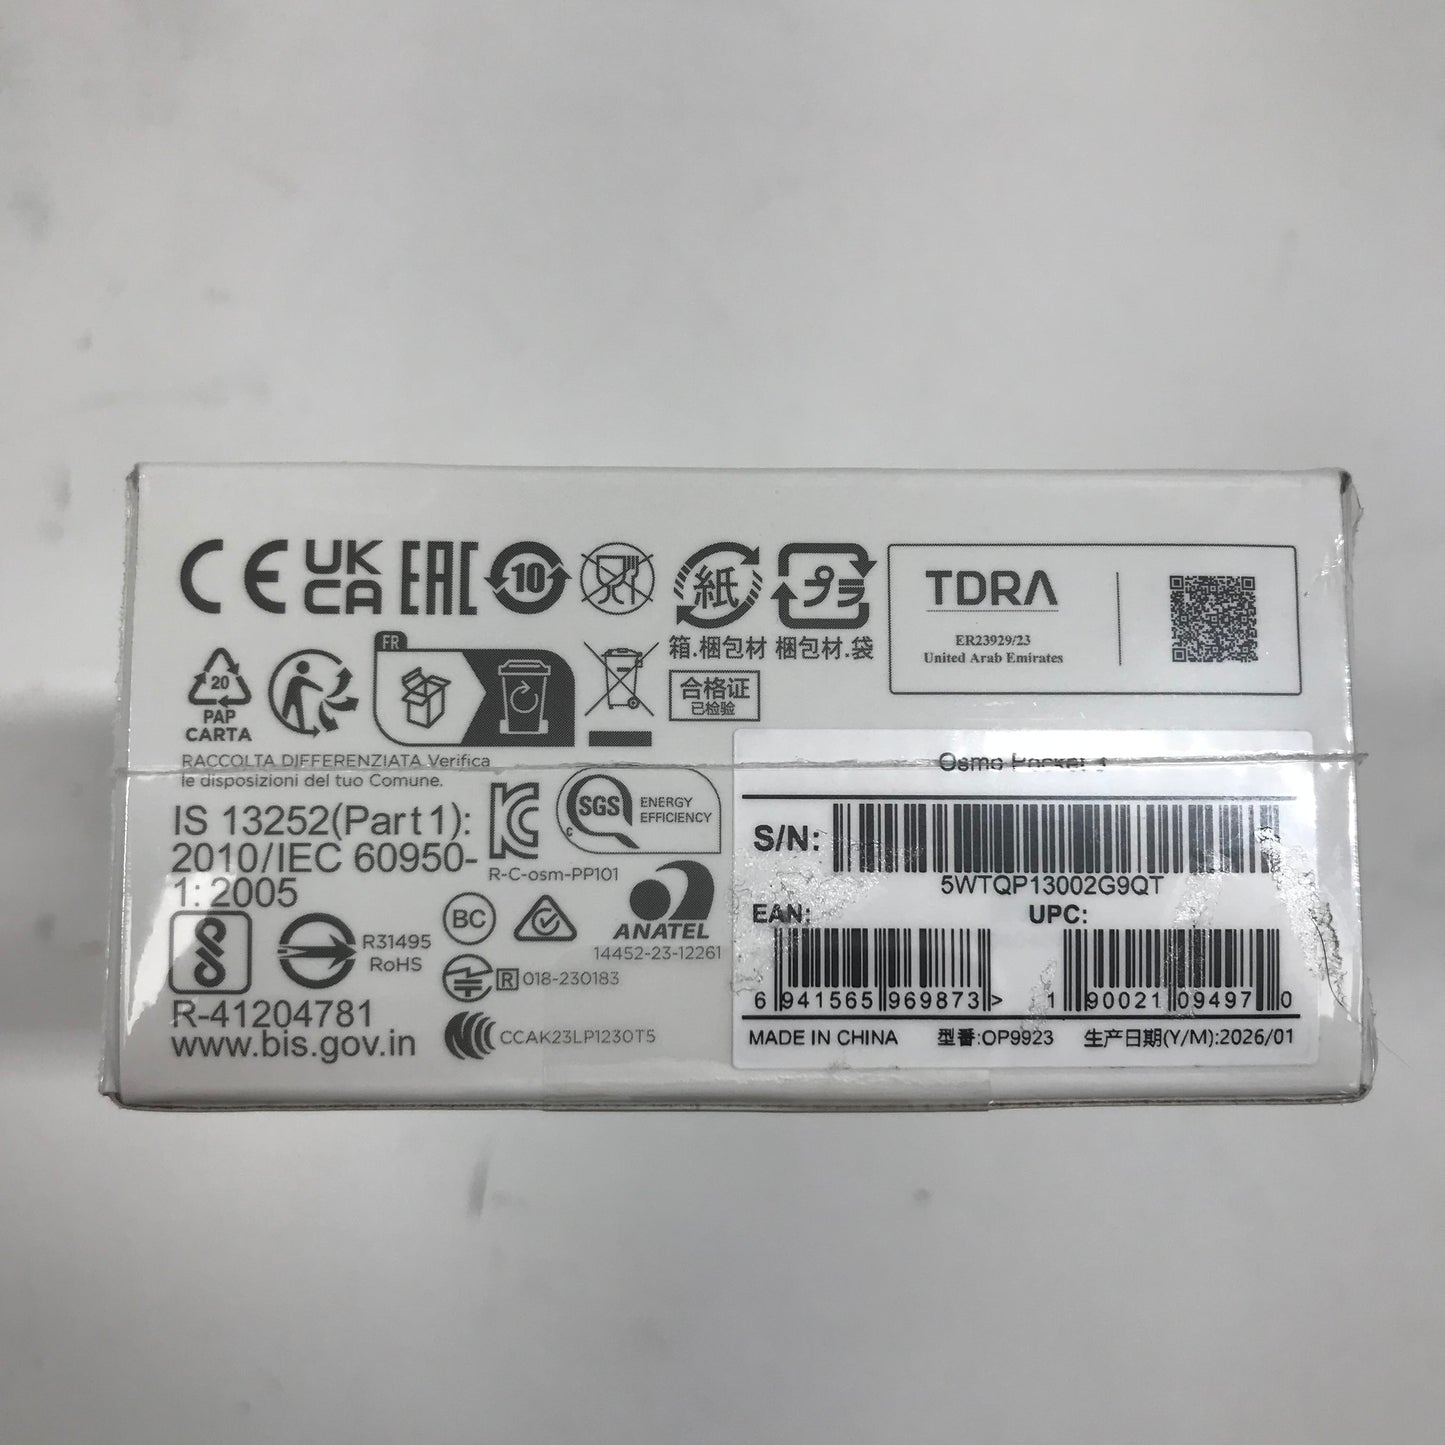 CE UK CA EAC 10 紙 プラ
箱.梱包材 梱包材.袋
TDRA
ER23929/23
United Arab Emirates
FR
20
PAP
CARTA
合格证
已检验
RACCOLTA DIFFERENZIATA Verifica
le disposizioni del tuo Comune.
IS 13252(Part1):
2010/IEC 60950-
1: 2005
R-C-osm-PP101
SGS
C
ENERGY
EFFICIENCY
R31495
RoHS
BC
ANATEL
14452-23-12261
R 018-230183
R-41204781
www.bis.gov.in
CCAK23LP1230T5
Osmo Pocket
S/N:
5WTQP13002G9QT
EAN:
6 941565 969873 >
UPC:
1 90021 09497 0
MADE IN CHINA 型番:OP9923 生产日期(Y/M):2026/01